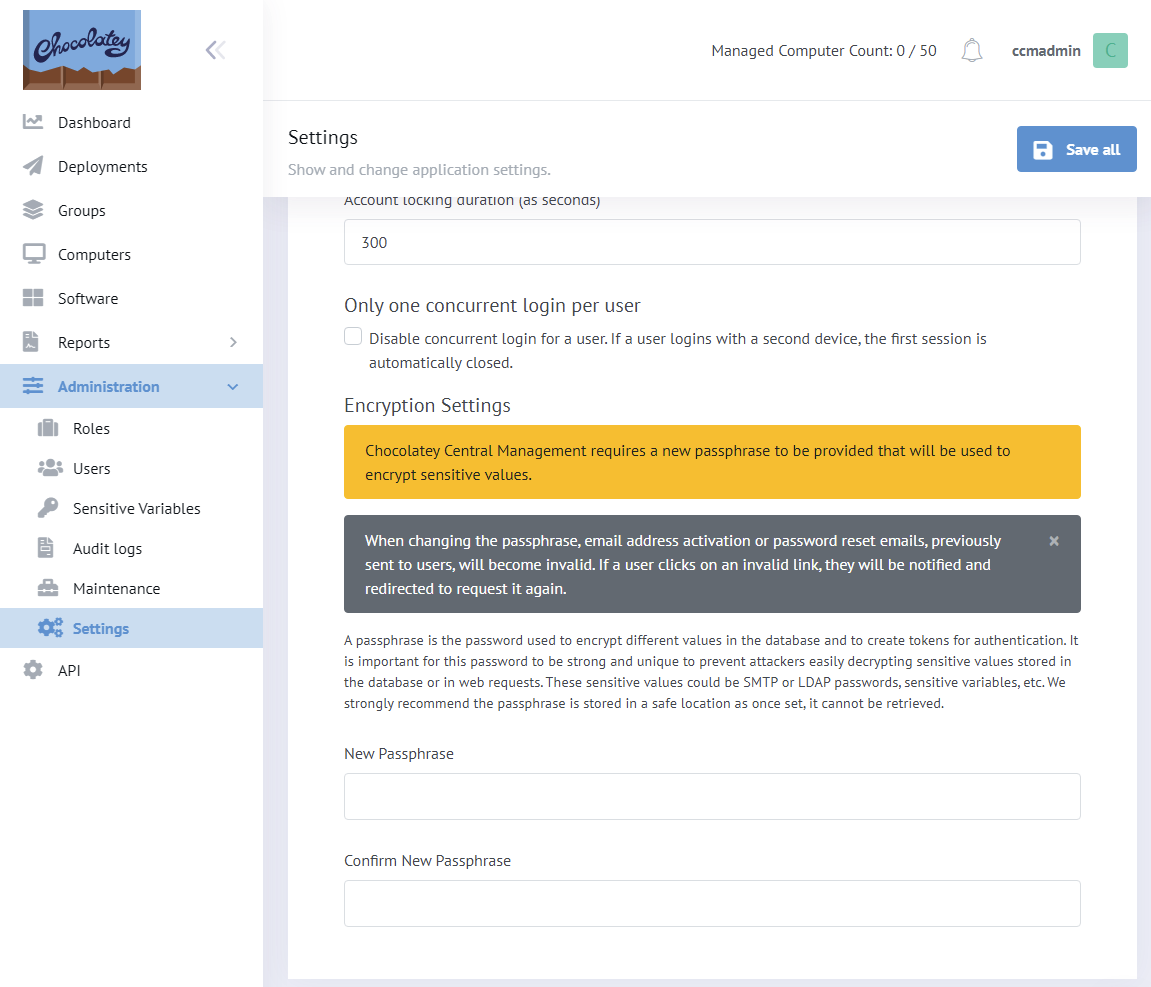 Chocolatey
Managed Computer Count: 0 / 50
ccmadmin
C
Dashboard
Deployments
Groups
Computers
Software
Reports
Administration
Roles
Users
Sensitive Variables
Audit logs
Maintenance
Settings
API
Settings
Show and change application settings.
Save all
Account locking duration (as seconds)
300
Only one concurrent login per user
Disable concurrent login for a user. If a user logins with a second device, the first session is
automatically closed.
Encryption Settings
Chocolatey Central Management requires a new passphrase to be provided that will be used to
encrypt sensitive values.
When changing the passphrase, email address activation or password reset emails, previously
sent to users, will become invalid. If a user clicks on an invalid link, they will be notified and
redirected to request it again.
A passphrase is the password used to encrypt different values in the database and to create tokens for authentication. It
is important for this password to be strong and unique to prevent attackers easily decrypting sensitive values stored in
the database or in web requests. These sensitive values could be SMTP or LDAP passwords, sensitive variables, etc. We
strongly recommend the passphrase is stored in a safe location as once set, it cannot be retrieved.
New Passphrase
Confirm New Passphrase